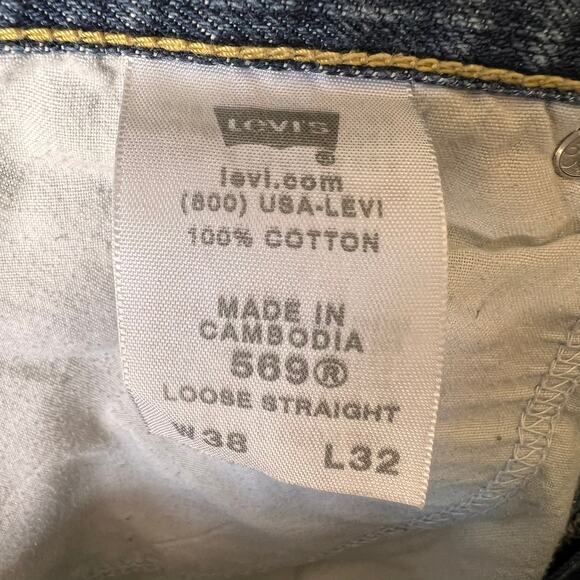 LEVI'S
®
levi.com
(800) USA-LEVI
100% COTTON
MADE IN
CAMBODIA
569®
LOOSE STRAIGHT
W38 L32